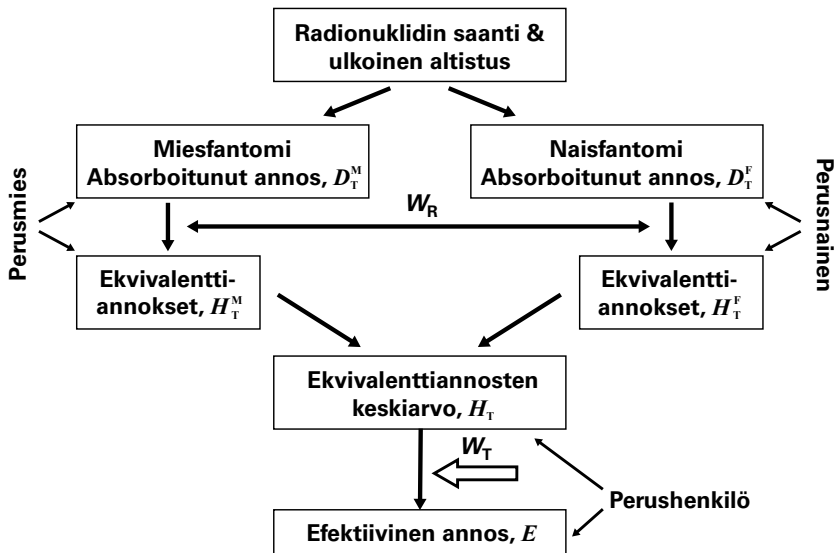 Radionuklidin saanti &
ulkoinen altistus
Miesfantomi
Absorboitunut annos, D_T^M
Naisfantomi
Absorboitunut annos, D_T^F
Perusmies
W_R
Perusnainen
Ekvivalentti-
annokset, H_T^M
Ekvivalentti-
annokset, H_T^F
Ekvivalenttiannosten
keskiarvo, H_T
W_T
Perushenkilö
Efektiivinen annos, E